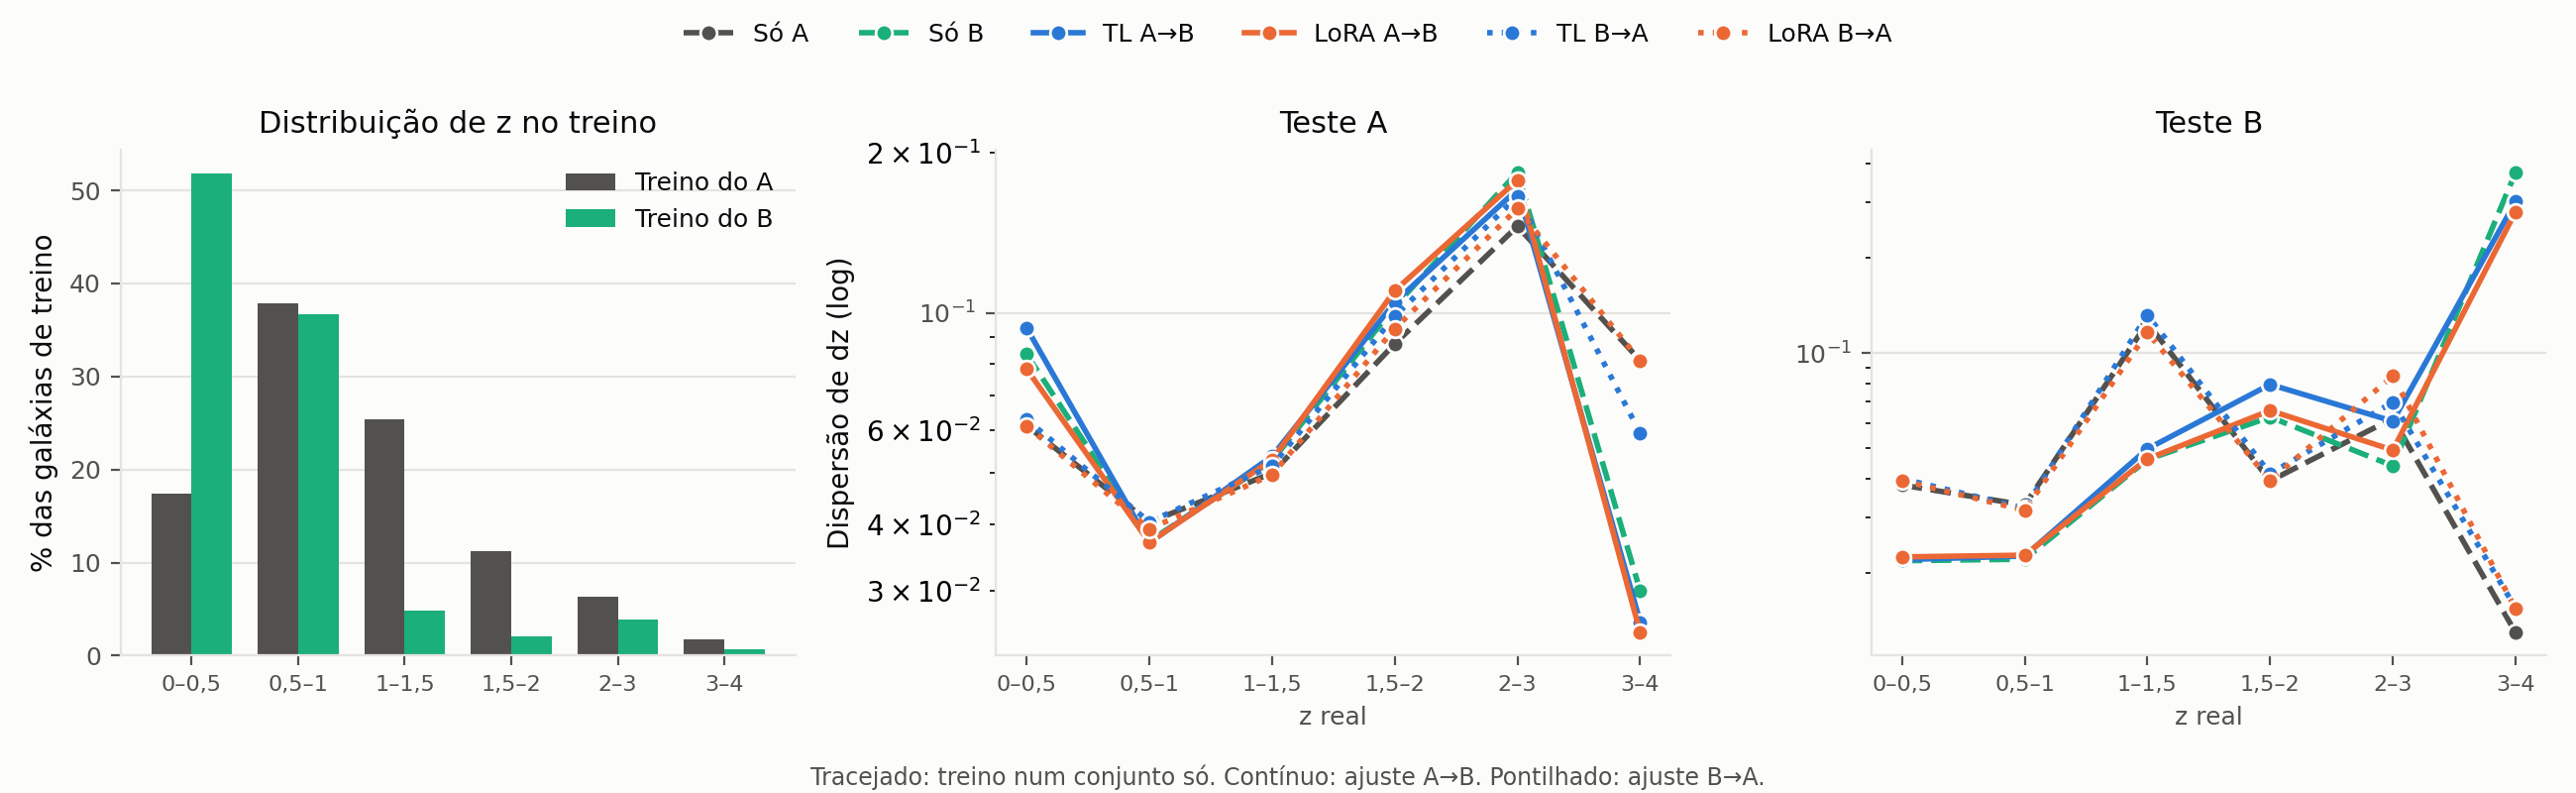 Só A Só B TL A→B LoRA A→B TL B→A LoRA B→A
Distribuição de z no treino
% das galáxias de treino
50
40
30
20
10
0
Treino do A
Treino do B
0–0,5 0,5–1 1–1,5 1,5–2 2–3 3–4
Teste A
Dispersão de dz (log)
2 × 10⁻¹
10⁻¹
6 × 10⁻²
4 × 10⁻²
3 × 10⁻²
0–0,5 0,5–1 1–1,5 1,5–2 2–3 3–4
z real
Teste B
10⁻¹
0–0,5 0,5–1 1–1,5 1,5–2 2–3 3–4
z real
Tracejado: treino num conjunto só. Contínuo: ajuste A→B. Pontilhado: ajuste B→A.